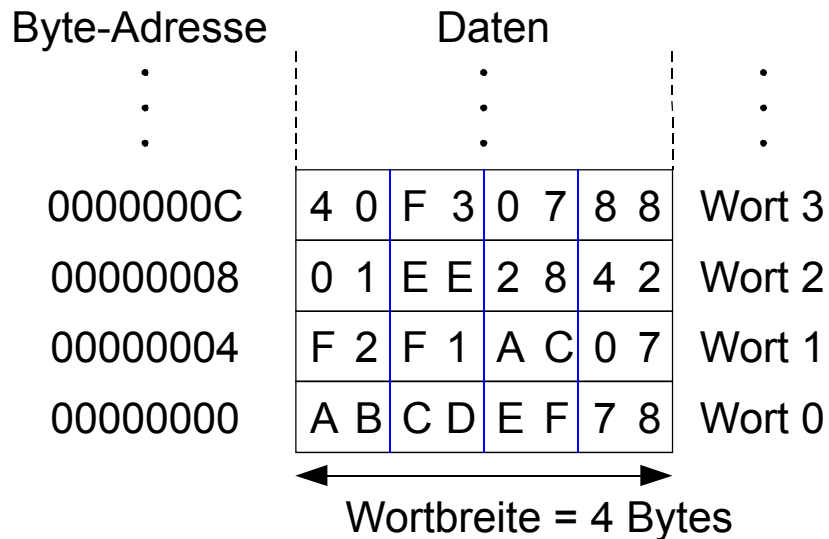 Byte-Adresse Daten
0000000C 4 0 F 3 0 7 8 8 Wort 3
00000008 0 1 E E 2 8 4 2 Wort 2
00000004 F 2 F 1 A C 0 7 Wort 1
00000000 A B C D E F 7 8 Wort 0
Wortbreite = 4 Bytes